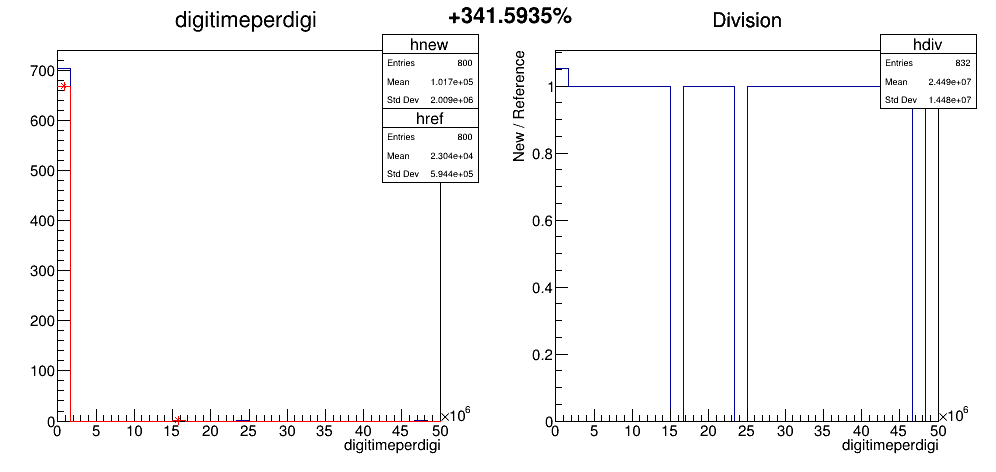 +341.5935%
digitimeperdigi
hnew
Entries 800
Mean 1.017e+05
Std Dev 2.009e+06
href
Entries 800
Mean 2.304e+04
Std Dev 5.944e+05
700
600
500
400
300
200
100
0
0 5 10 15 20 25 30 35 40 45 50
×10⁶
digitimeperdigi
Division
hdiv
Entries 832
Mean 2.449e+07
Std Dev 1.448e+07
New / Reference
1
0.8
0.6
0.4
0.2
0
0 5 10 15 20 25 30 35 40 45 50
×10⁶
digitimeperdigi